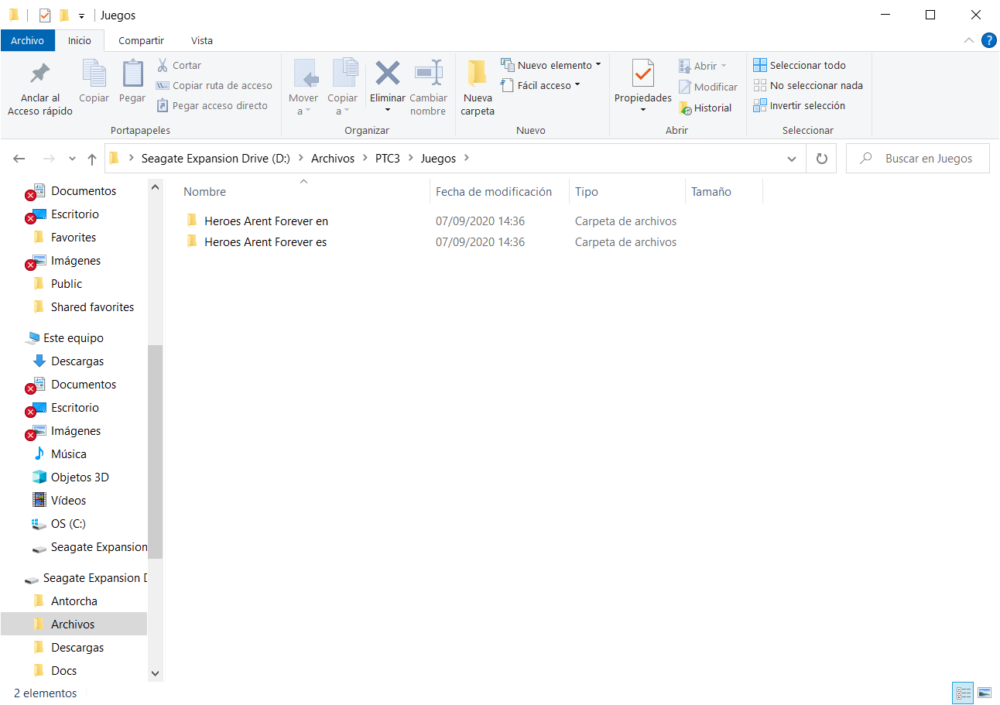 Juegos
Archivo Inicio Compartir Vista
Anclar al
Acceso rápido
Copiar
Pegar
Cortar
Copiar ruta de acceso
Pegar acceso directo
Portapapeles
Mover
a
Copiar
a
Eliminar
Cambiar
nombre
Organizar
Nueva
carpeta
Nuevo elemento
Fácil acceso
Nuevo
Propiedades
Abrir
Modificar
Historial
Abrir
Seleccionar todo
No seleccionar nada
Invertir selección
Seleccionar
Seagate Expansion Drive (D:) Archivos PTC3 Juegos
Buscar en Juegos
Documentos
Escritorio
Favorites
Imágenes
Public
Shared favorites
Este equipo
Descargas
Documentos
Escritorio
Imágenes
Música
Objetos 3D
Vídeos
OS (C:)
Seagate Expansion
Seagate Expansion D
Antorcha
Archivos
Descargas
Docs
Nombre Fecha de modificación Tipo Tamaño
Heroes Arent Forever en 07/09/2020 14:36 Carpeta de archivos
Heroes Arent Forever es 07/09/2020 14:36 Carpeta de archivos
2 elementos